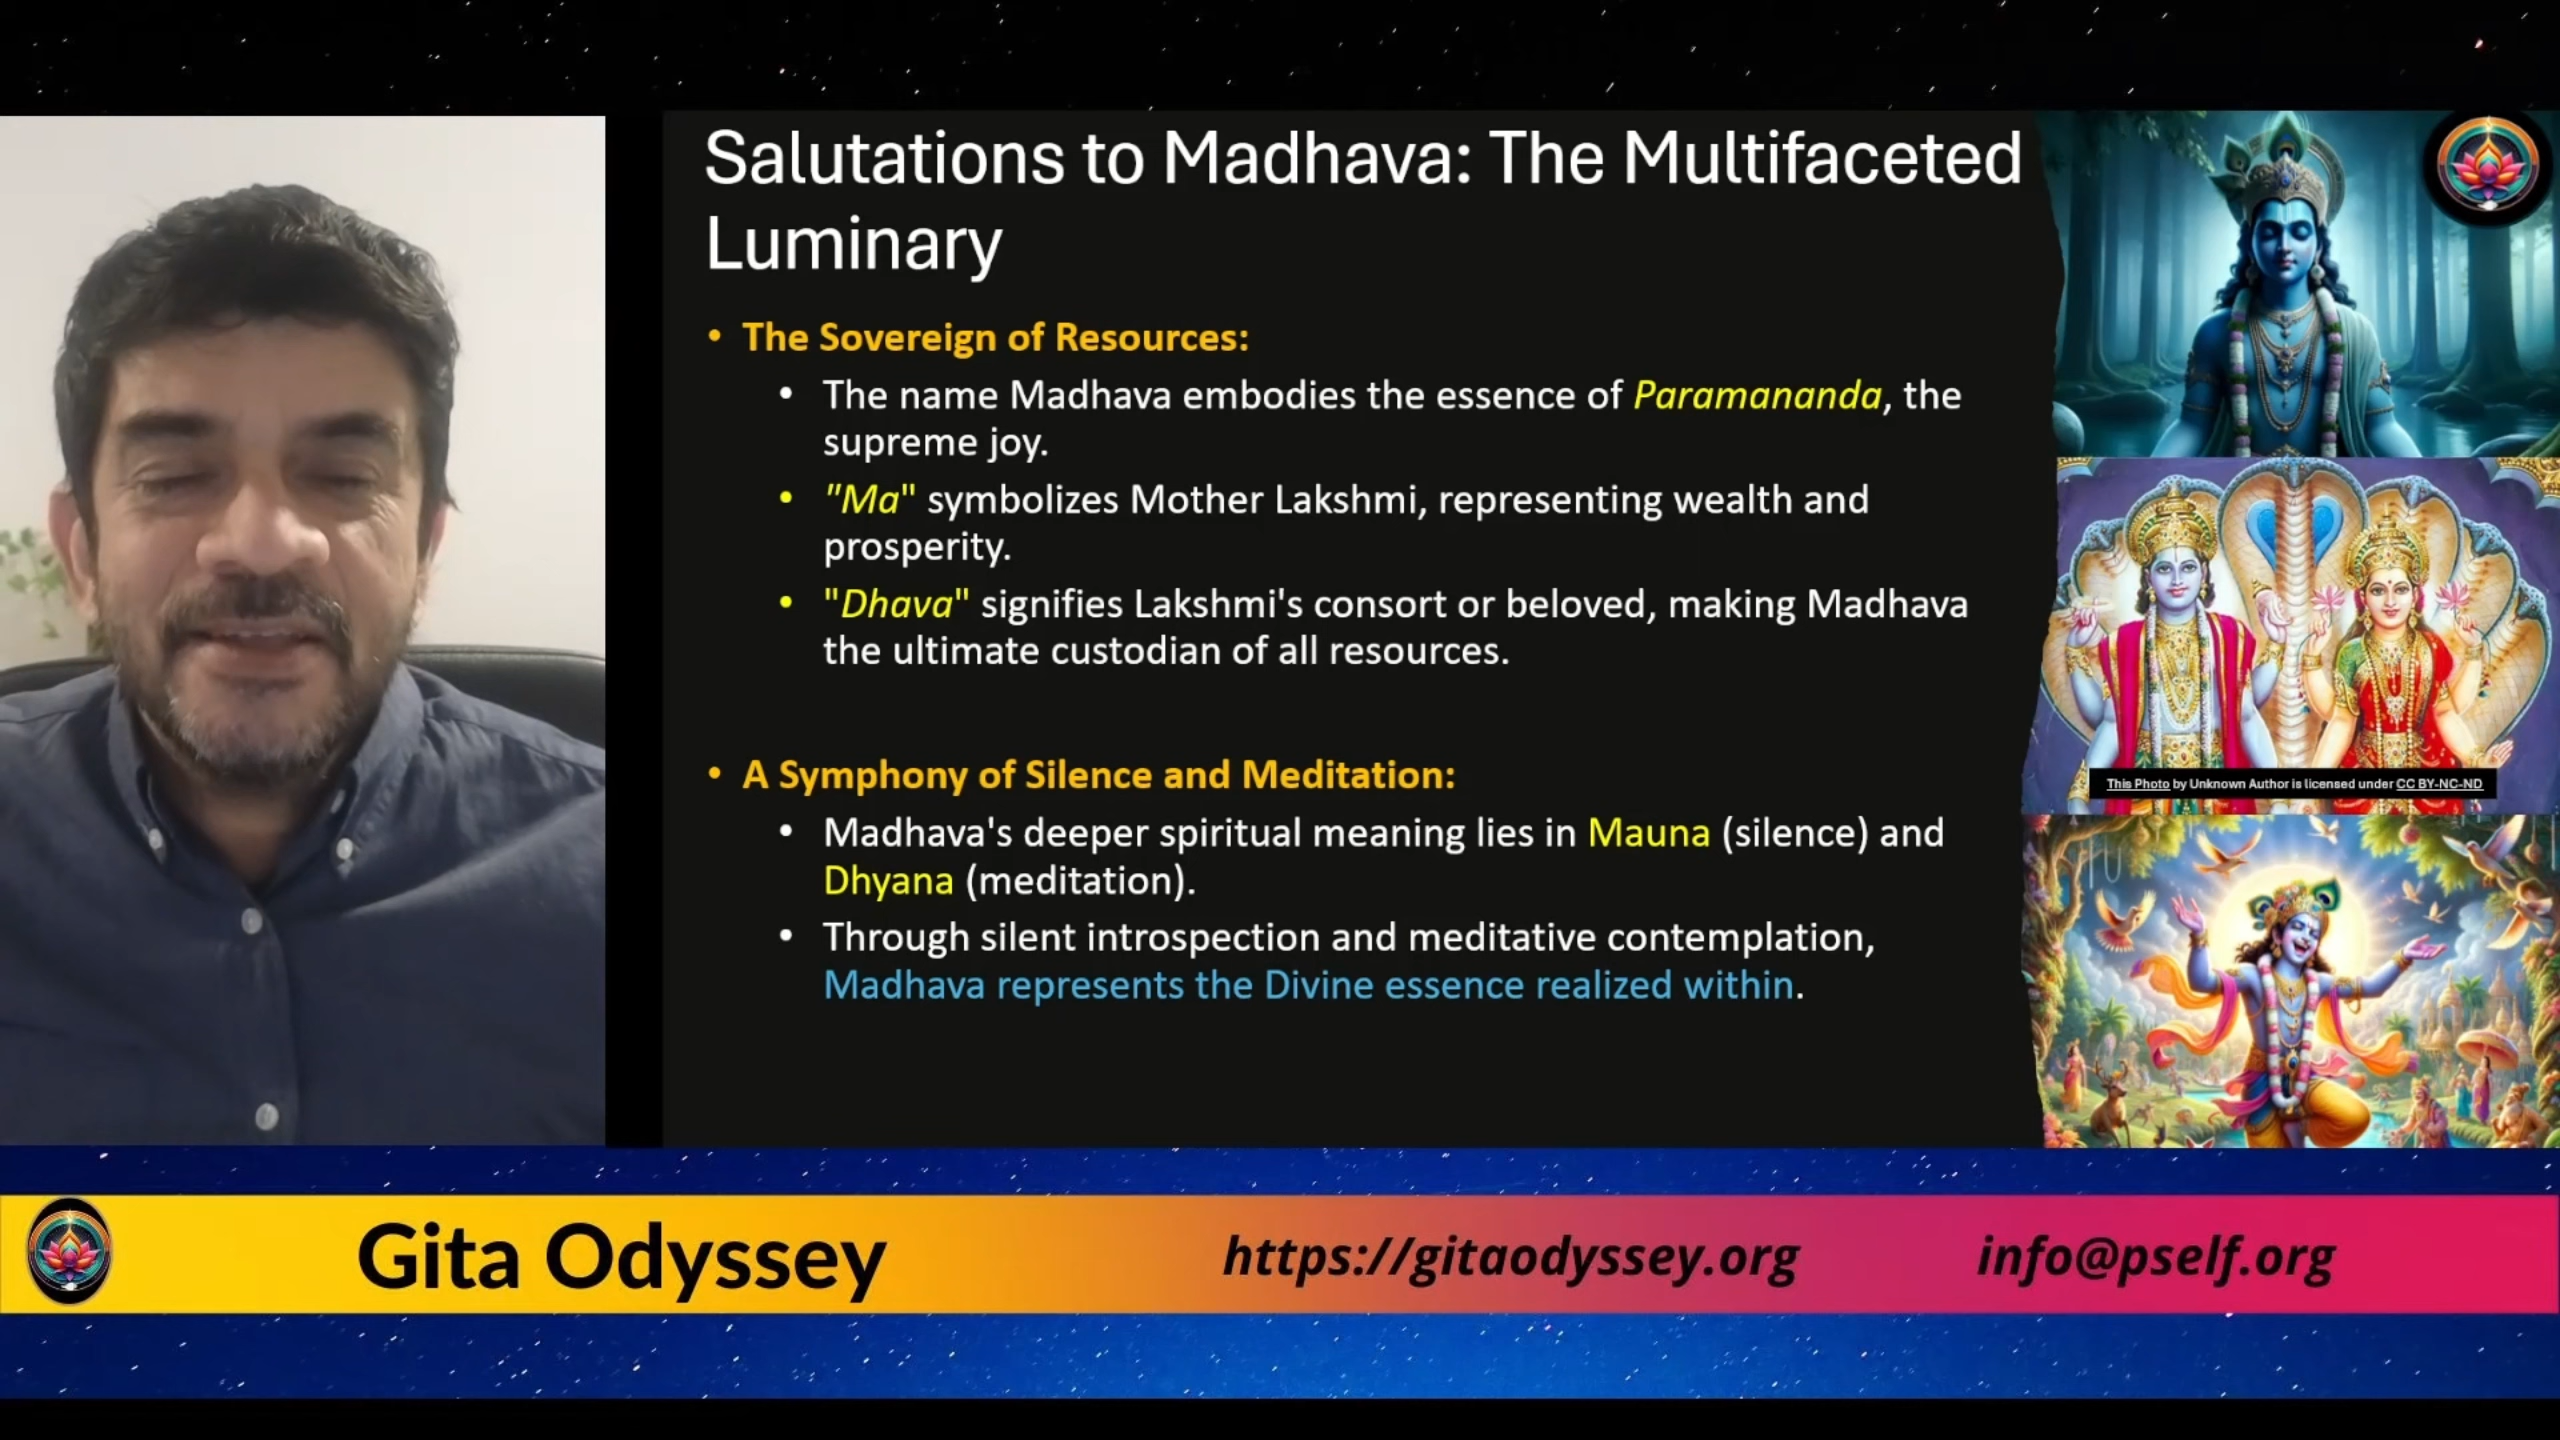 Salutations to Madhava: The Multifaceted
Luminary
• The Sovereign of Resources:
• The name Madhava embodies the essence of Paramananda, the
supreme joy.
• "Ma" symbolizes Mother Lakshmi, representing wealth and
prosperity.
• "Dhava" signifies Lakshmi's consort or beloved, making Madhava
the ultimate custodian of all resources.
• A Symphony of Silence and Meditation:
• Madhava's deeper spiritual meaning lies in Mauna (silence) and
Dhyana (meditation).
• Through silent introspection and meditative contemplation,
Madhava represents the Divine essence realized within.
This Photo by Unknown Author is licensed under CC BY-NC-ND
Gita Odyssey
https://gitaodyssey.org
info@pself.org